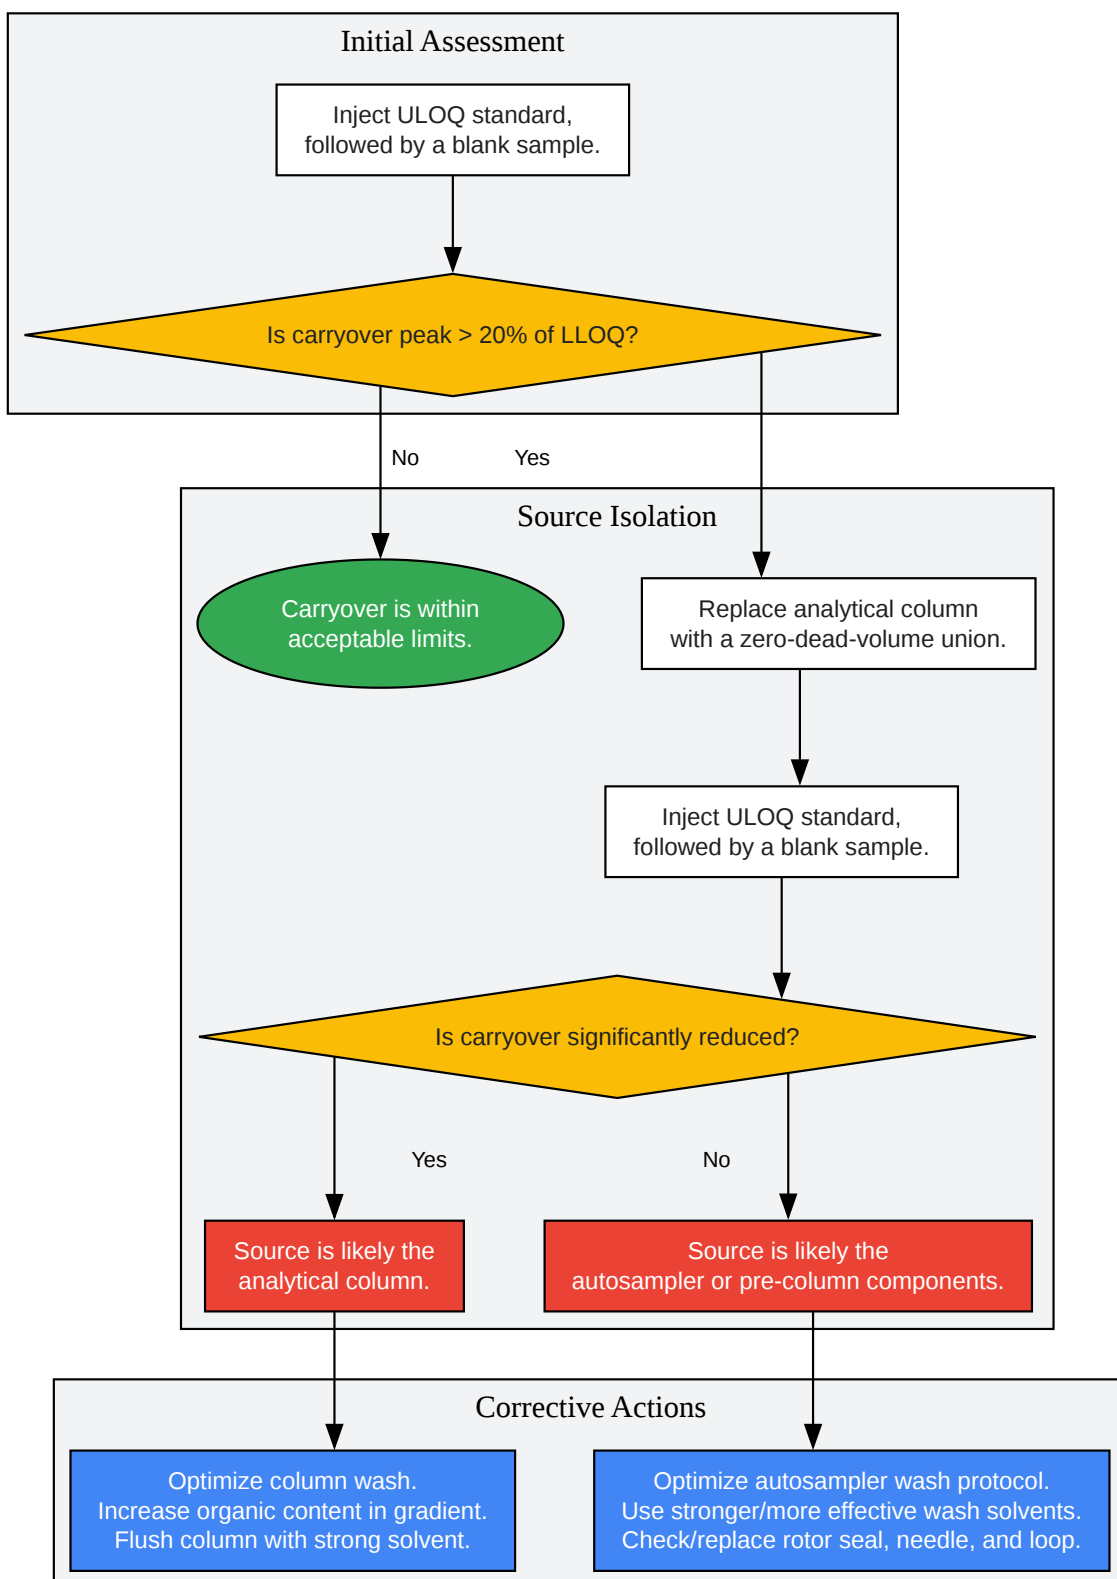 Initial Assessment
Inject ULOQ standard,
followed by a blank sample.
Is carryover peak > 20% of LLOQ?
No
Yes
Source Isolation
Carryover is within
acceptable limits.
Replace analytical column
with a zero-dead-volume union.
Inject ULOQ standard,
followed by a blank sample.
Is carryover significantly reduced?
Yes
No
Source is likely the
analytical column.
Source is likely the
autosampler or pre-column components.
Corrective Actions
Optimize column wash.
Increase organic content in gradient.
Flush column with strong solvent.
Optimize autosampler wash protocol.
Use stronger/more effective wash solvents.
Check/replace rotor seal, needle, and loop.